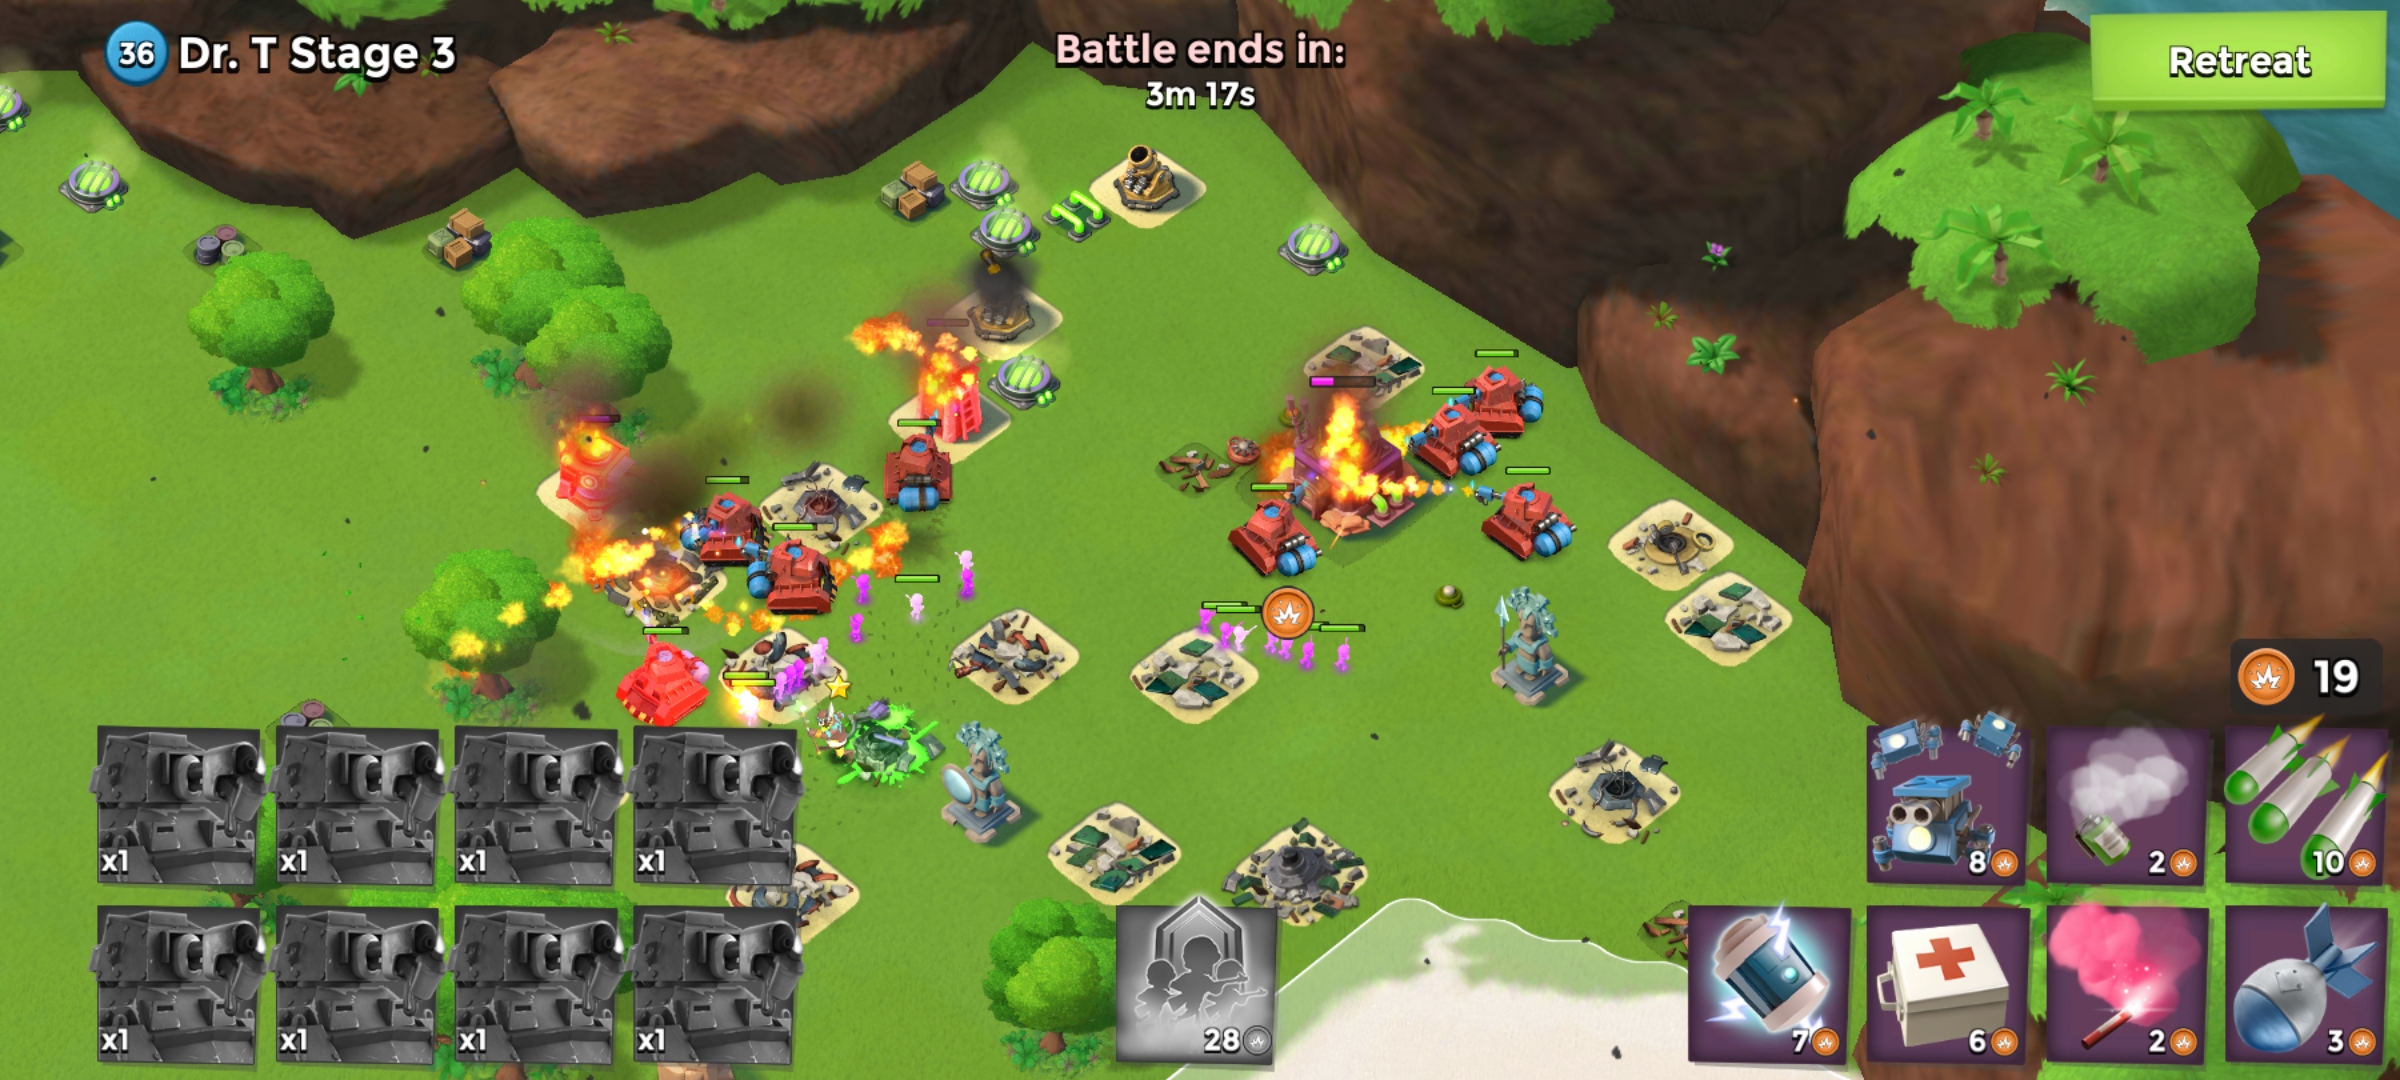 36 Dr. T Stage 3
Battle ends in:
3m 17s
Retreat
19
x1 x1 x1 x1
8 2 10
x1 x1 x1 x1
28
7 6 2 3